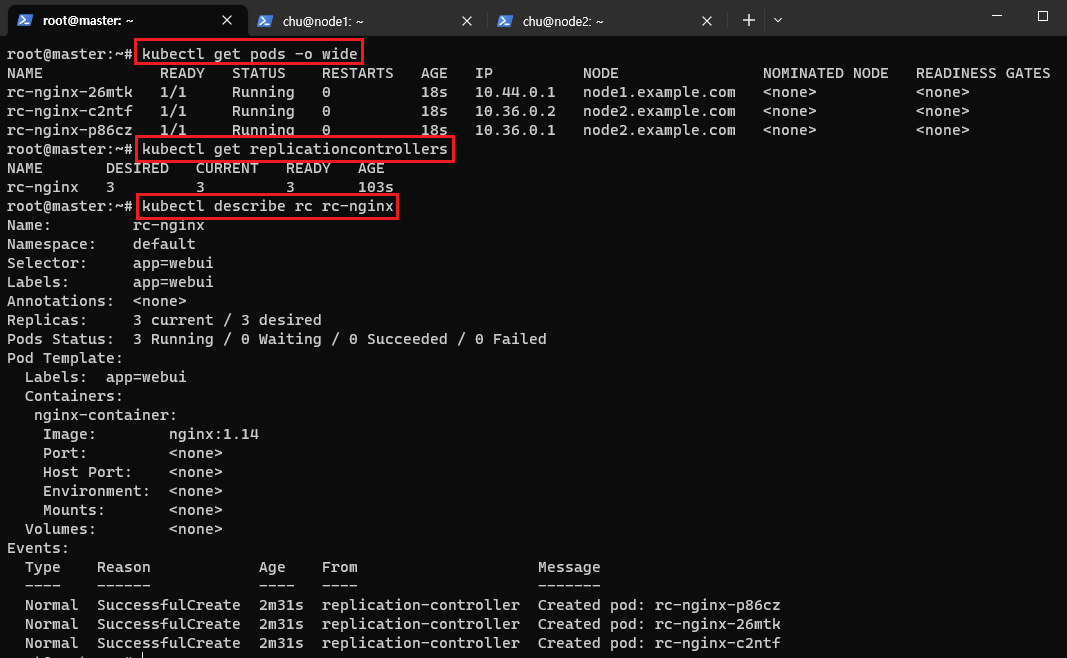 root@master: ~ chu@node1: ~ chu@node2: ~
root@master:~# kubectl get pods -o wide
NAME READY STATUS RESTARTS AGE IP NODE NOMINATED NODE READINESS GATES
rc-nginx-26mtk 1/1 Running 0 18s 10.44.0.1 node1.example.com <none> <none>
rc-nginx-c2ntf 1/1 Running 0 18s 10.36.0.2 node2.example.com <none> <none>
rc-nginx-p86cz 1/1 Running 0 18s 10.36.0.1 node2.example.com <none> <none>
root@master:~# kubectl get replicationcontrollers
NAME DESIRED CURRENT READY AGE
rc-nginx 3 3 3 103s
root@master:~# kubectl describe rc rc-nginx
Name: rc-nginx
Namespace: default
Selector: app=webui
Labels: app=webui
Annotations: <none>
Replicas: 3 current / 3 desired
Pods Status: 3 Running / 0 Waiting / 0 Succeeded / 0 Failed
Pod Template:
Labels: app=webui
Containers:
nginx-container:
Image: nginx:1.14
Port: <none>
Host Port: <none>
Environment: <none>
Mounts: <none>
Volumes: <none>
Events:
Type Reason Age From Message
---- ------ ---- ---- -------
Normal SuccessfulCreate 2m31s replication-controller Created pod: rc-nginx-p86cz
Normal SuccessfulCreate 2m31s replication-controller Created pod: rc-nginx-26mtk
Normal SuccessfulCreate 2m31s replication-controller Created pod: rc-nginx-c2ntf